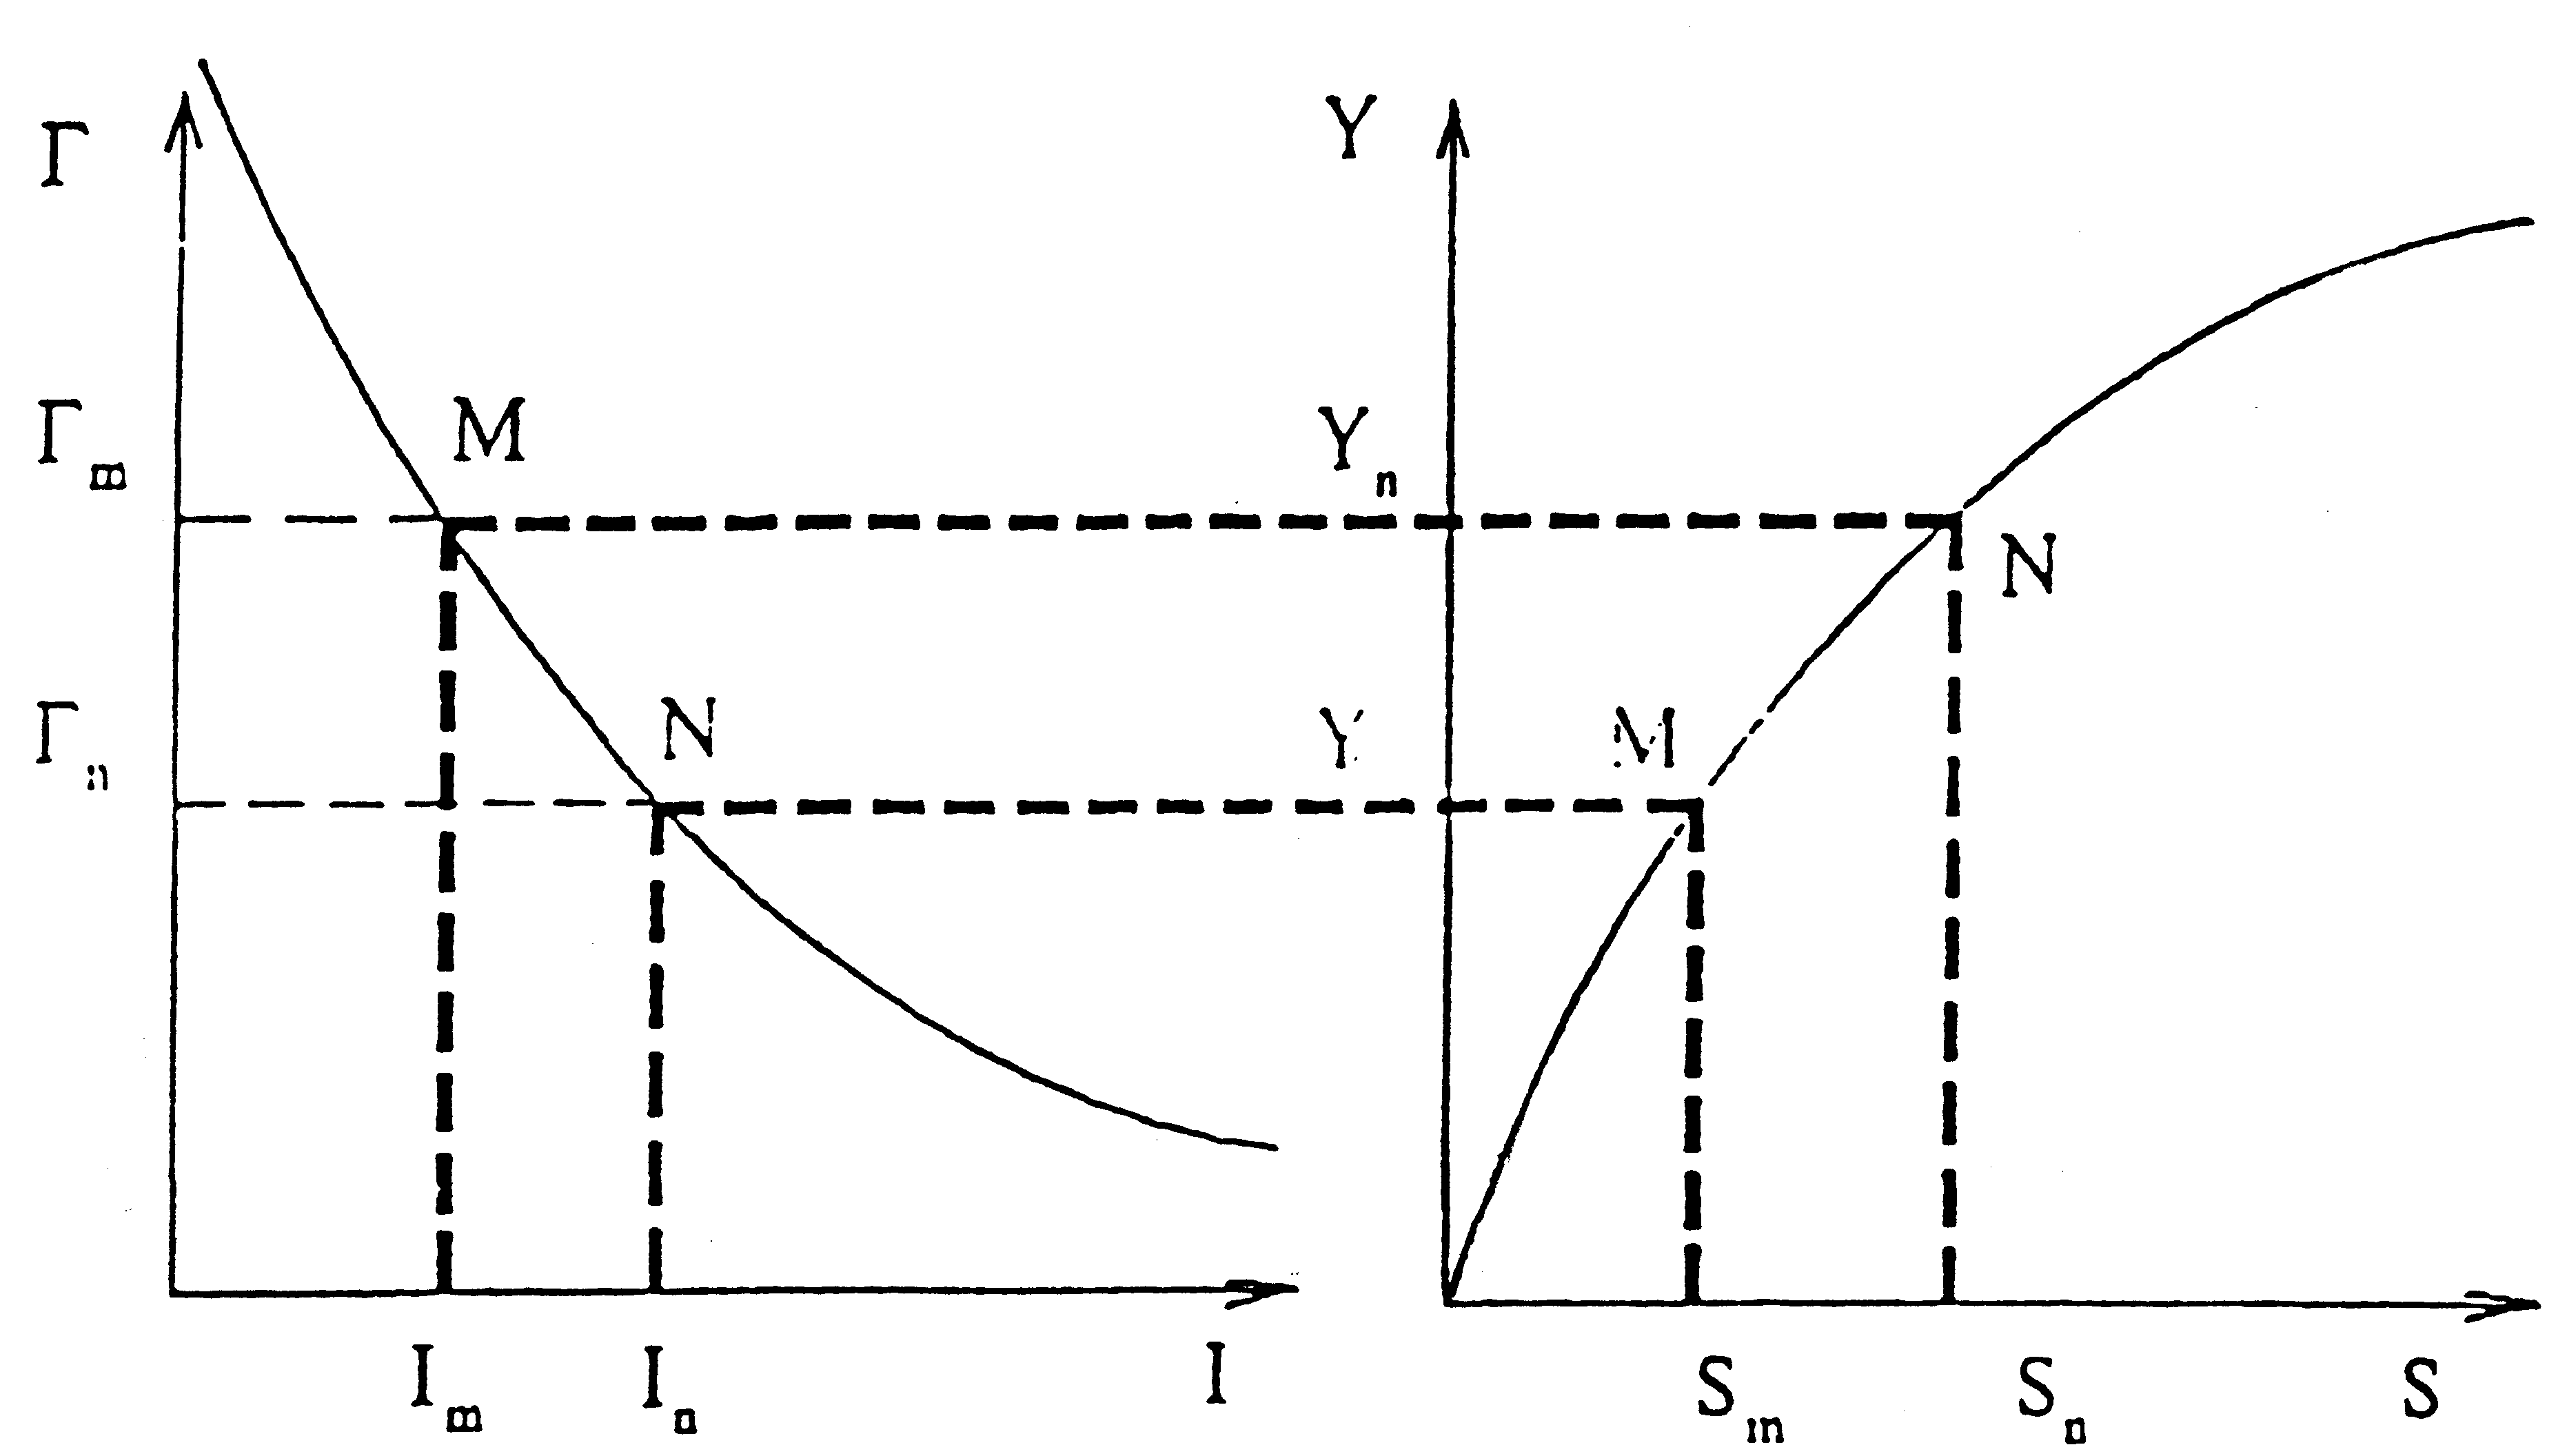 Γ Y
Γm M Yn
N
Γn N Y M
Im In I Sm Sn S